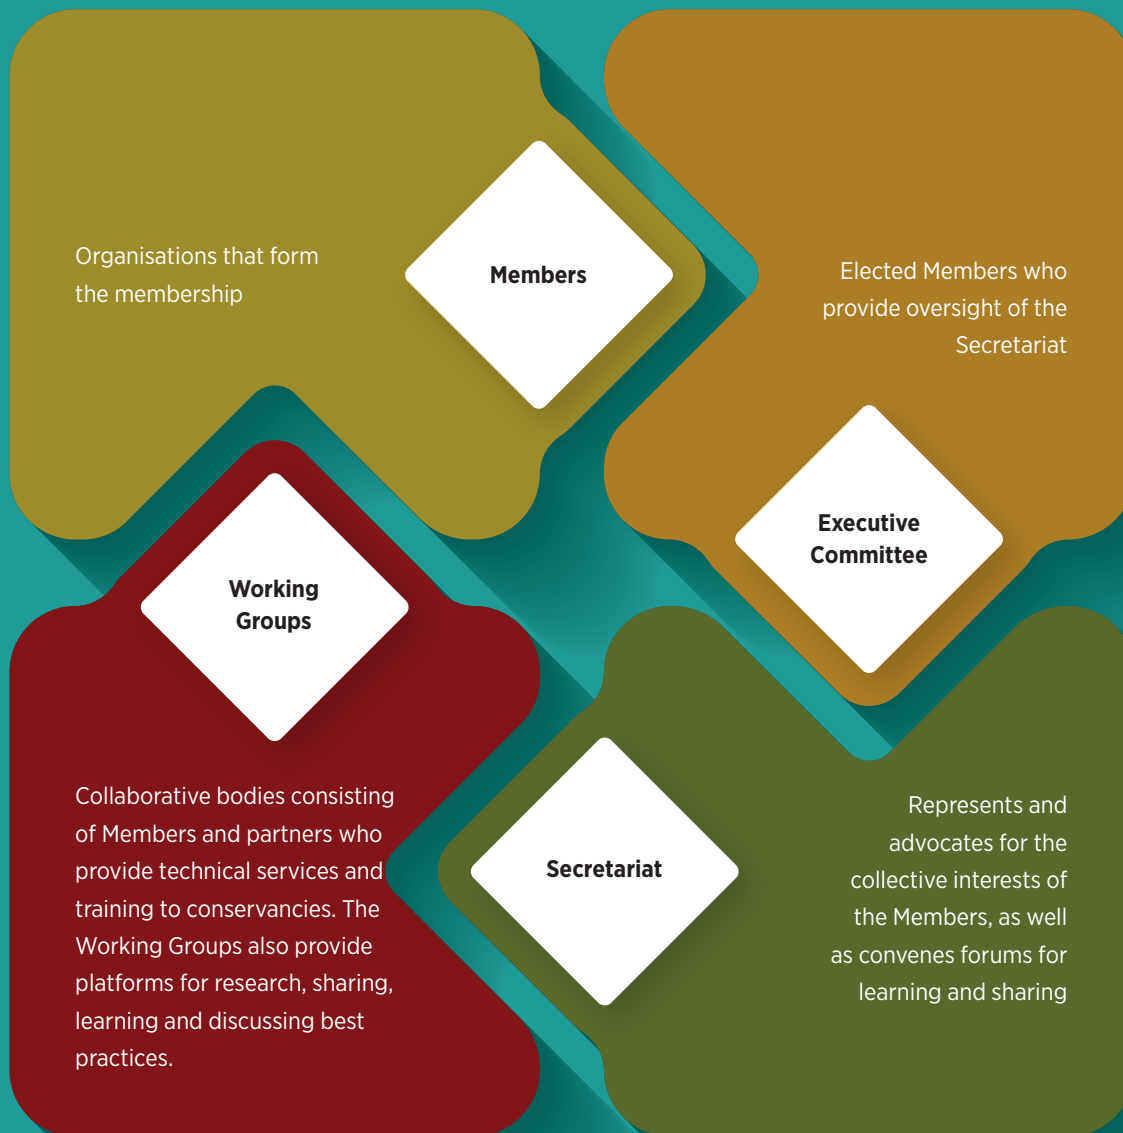 Organisations that form
the membership
Members
Elected Members who
provide oversight of the
Secretariat
Executive
Committee
Working
Groups
Collaborative bodies consisting
of Members and partners who
provide technical services and
training to conservancies. The
Working Groups also provide
platforms for research, sharing,
learning and discussing best
practices.
Secretariat
Represents and
advocates for the
collective interests of
the Members, as well
as convenes forums for
learning and sharing